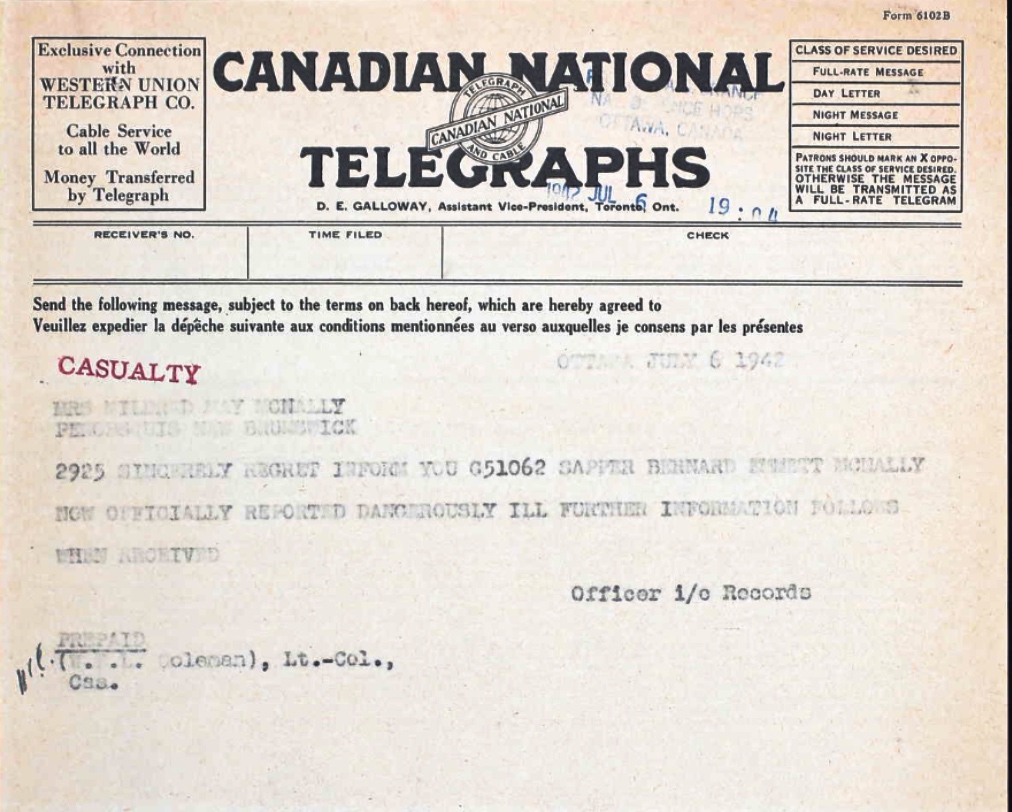 Form 6102B
Exclusive Connection
with
WESTERN UNION
TELEGRAPH CO.
Cable Service
to all the World
Money Transferred
by Telegraph
CANADIAN NATIONAL
TELEGRAPH
CANADIAN NATIONAL
AND CABLE
TELEGRAPHS
OTTAWA, CANADA
1942 JUL 6 19:04
D. E. GALLOWAY, Assistant Vice-President, Toronto, Ont.
CLASS OF SERVICE DESIRED
FULL-RATE MESSAGE X
DAY LETTER
NIGHT MESSAGE
NIGHT LETTER
PATRONS SHOULD MARK AN X OPPO-
SITE THE CLASS OF SERVICE DESIRED.
OTHERWISE THE MESSAGE
WILL BE TRANSMITTED AS
A FULL-RATE TELEGRAM
RECEIVER'S NO. TIME FILED CHECK
Send the following message, subject to the terms on back hereof, which are hereby agreed to
Veuillez expedier la dépêche suivante aux conditions mentionnées au verso auxquelles je consens par les présentes
CASUALTY
OTTAWA JULY 6 1942
MRS MILDRED MAY MCNALLY
PENOBSQUIS NEW BRUNSWICK
2925 SINCERELY REGRET INFORM YOU G51062 SAPPER BERNARD EMMETT MCNALLY
NOW OFFICIALLY REPORTED DANGEROUSLY ILL FURTHER INFORMATION FOLLOWS
WHEN RECEIVED
Officer i/c Records
PREPAID
Coleman), Lt.-Col.,
Cas.